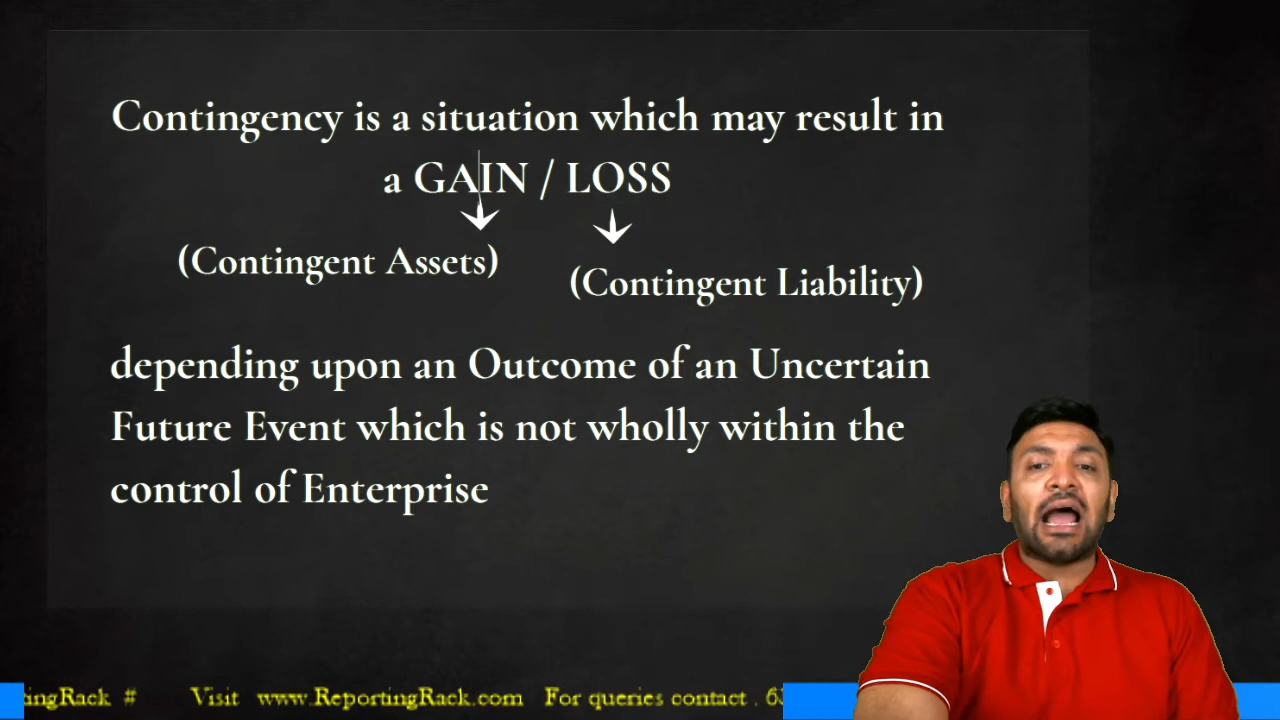 Contingency is a situation which may result in
a GAIN / LOSS
(Contingent Assets)
(Contingent Liability)
depending upon an Outcome of an Uncertain
Future Event which is not wholly within the
control of Enterprise
# Visit www.ReportingRack.com For queries contact .